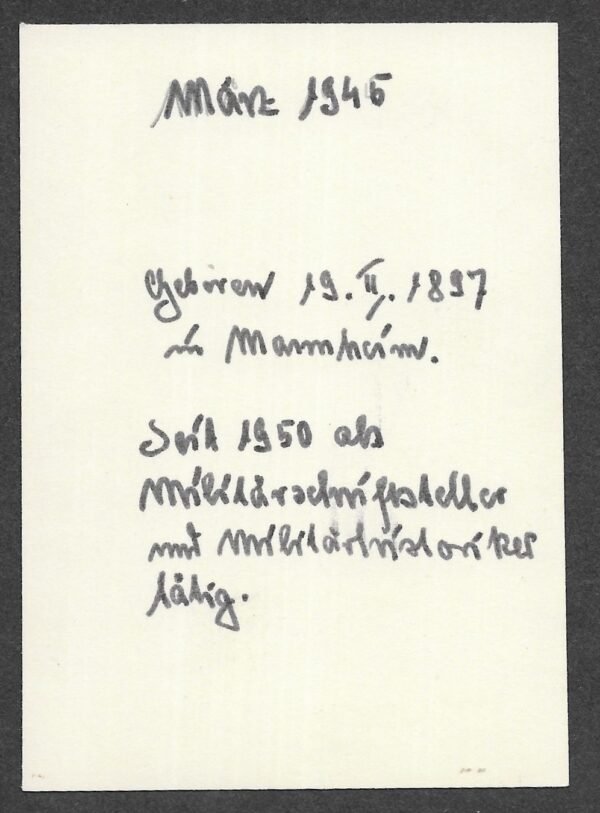 März 1945
Geboren 19. II. 1897
in Mannheim.
Seit 1950 als
Militärschriftsteller
und Militärhistoriker
tätig.